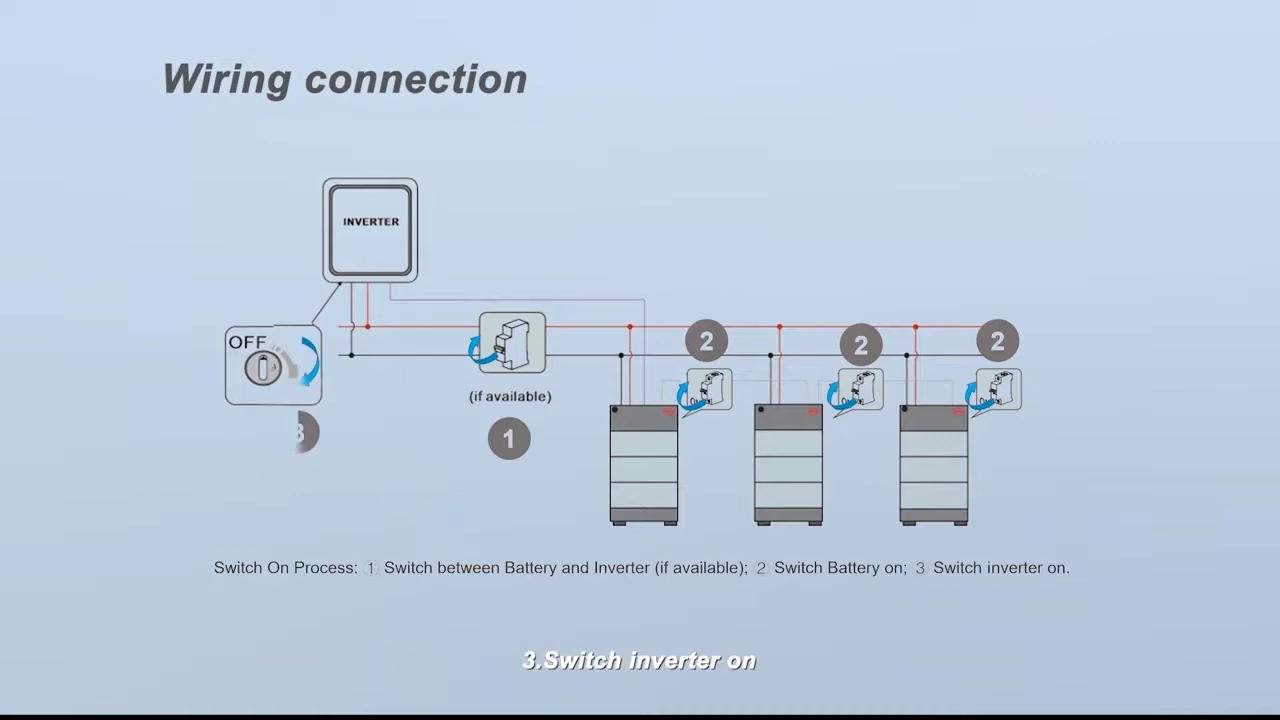 Wiring connection
INVERTER
OFF
2
2
2
(if available)
3
1
Switch On Process: ① Switch between Battery and Inverter (if available); ② Switch Battery on; ③ Switch inverter on.
3.Switch inverter on